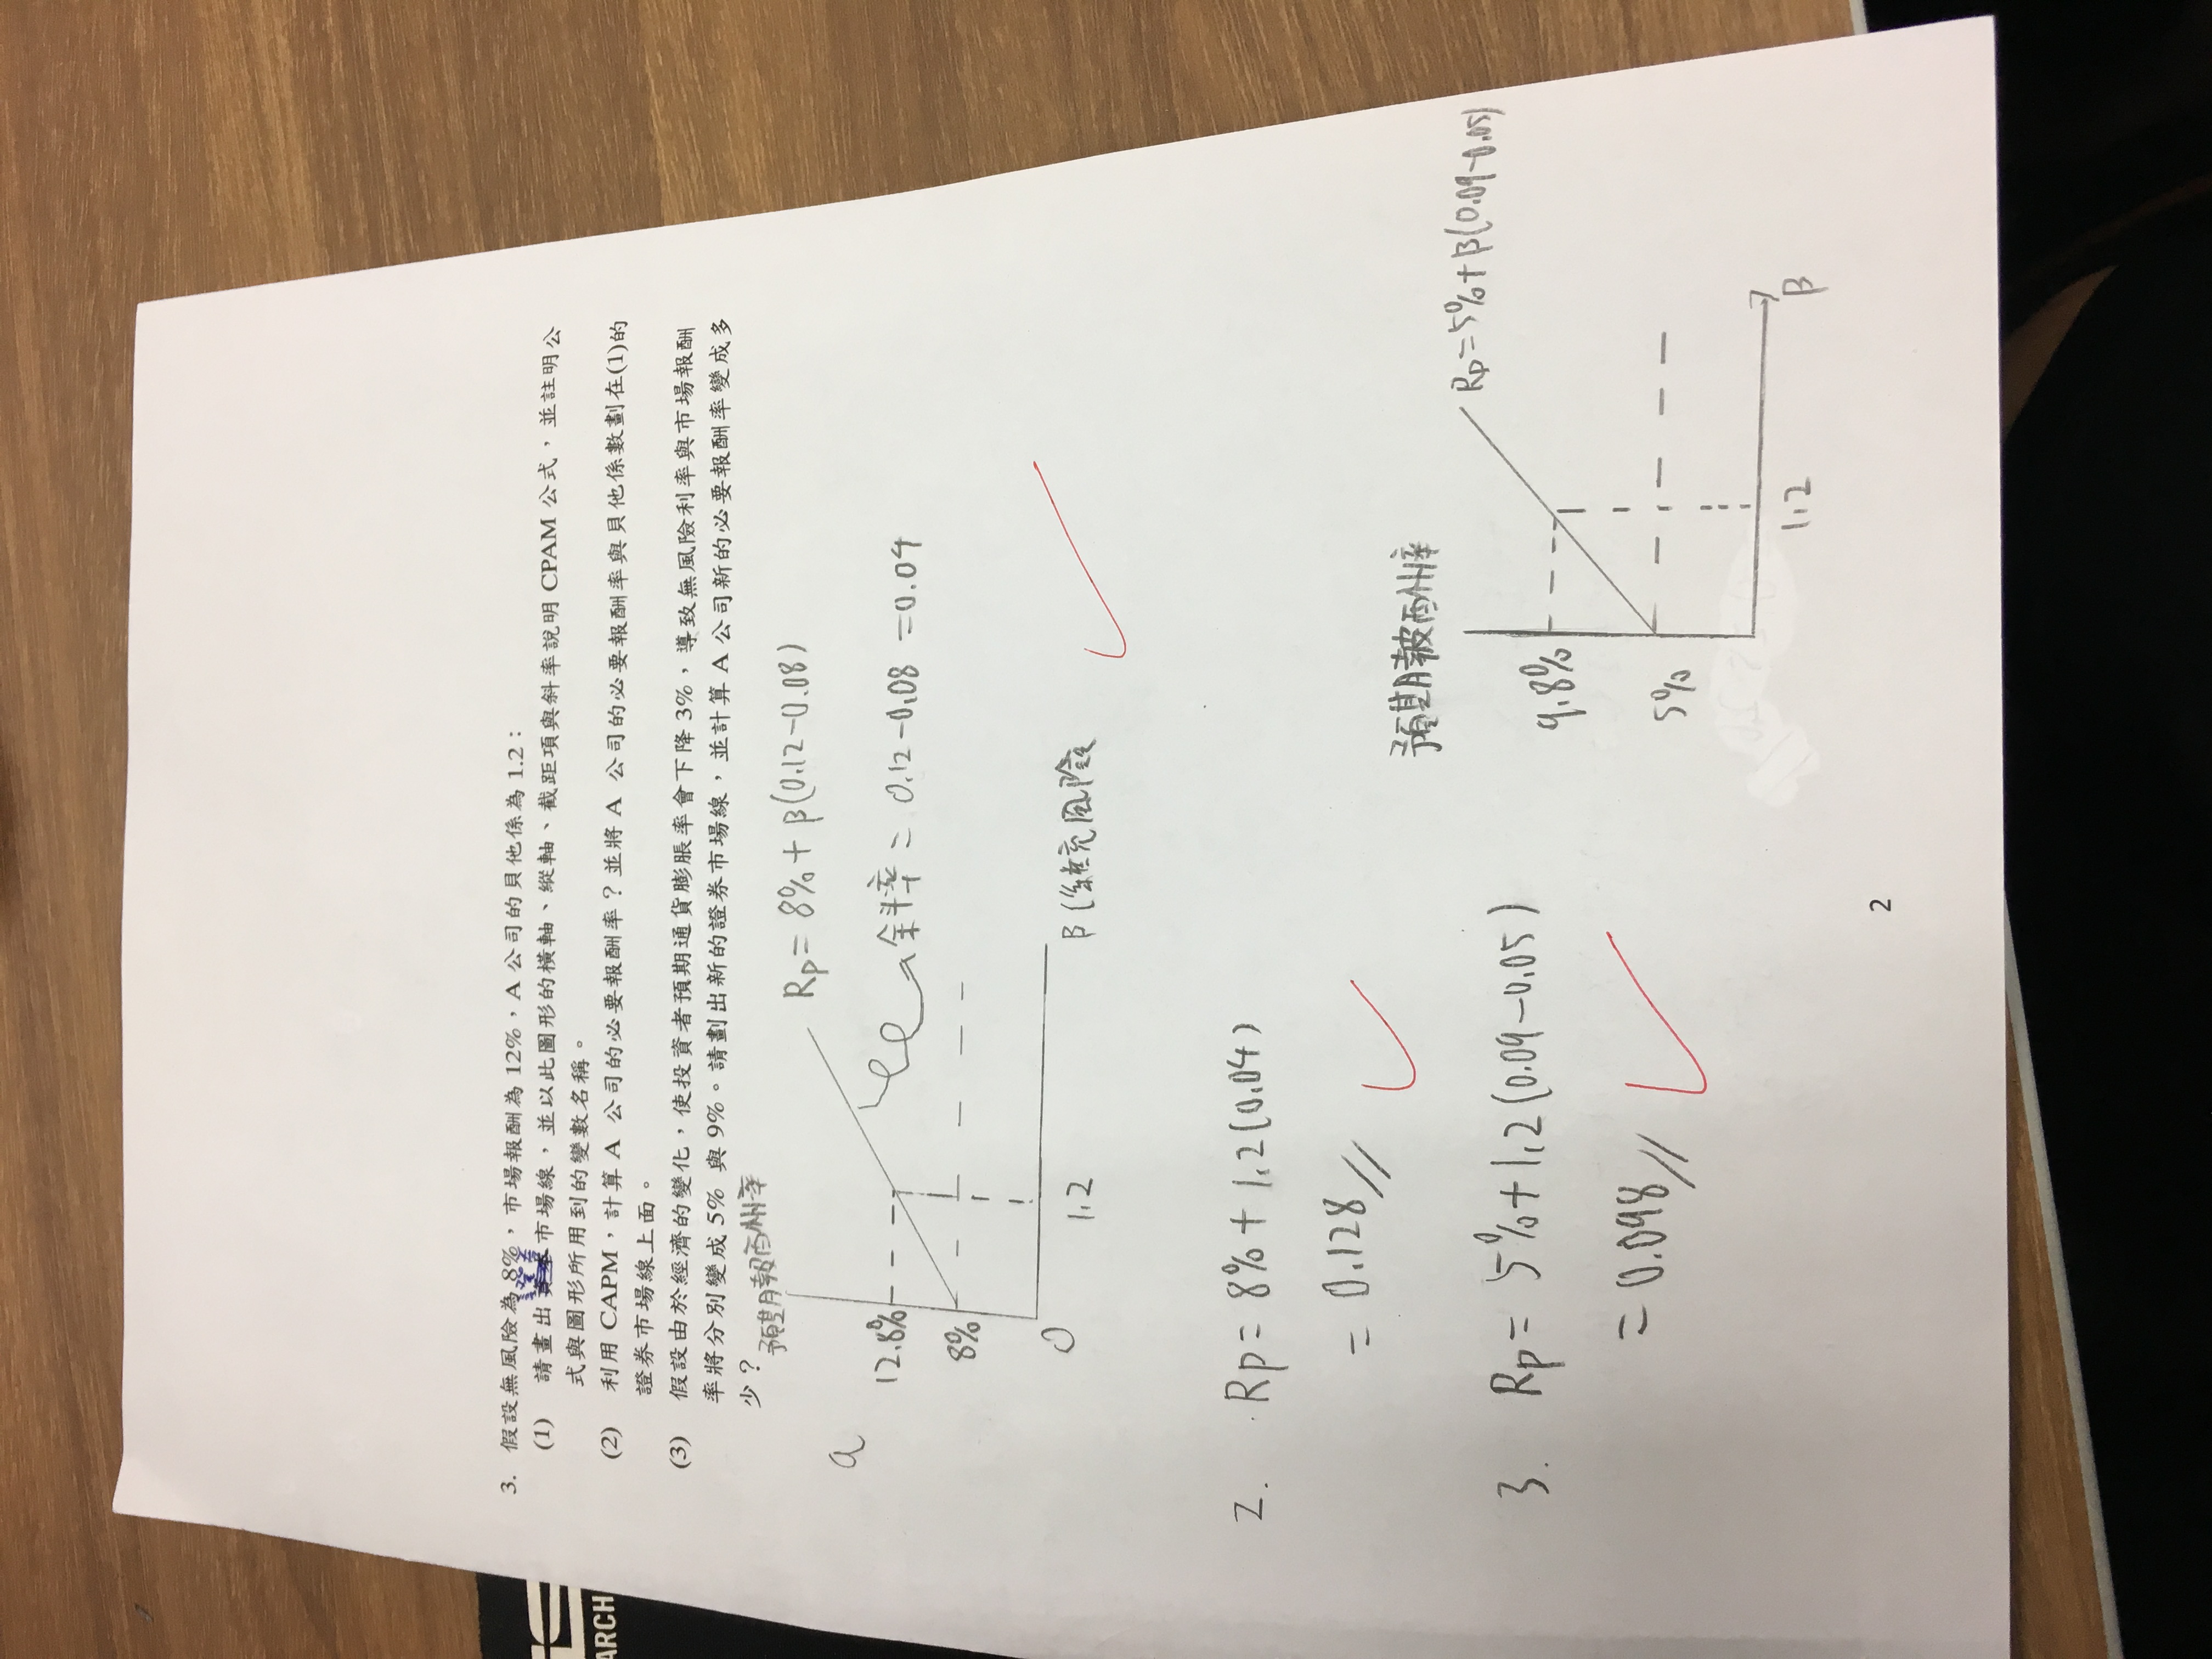 3. 假設無風險為 8%，市場報酬為 12%，A 公司的貝他係為 1.2：
(1) 請畫出市場線，並以此圖形的橫軸、縱軸、截距項與斜率說明 CPAM 公式，並註明公
式與圖形所用到的變數名稱。
(2) 利用 CAPM，計算 A 公司的必要報酬率？並將 A 公司的必要報酬率與貝他係數劃在(1)的
證券市場線上面。
(3) 假設由於經濟的變化，使投資者預期通貨膨脹率會下降 3%，導致無風險利率與市場報酬
率將分別變成 5% 與 9%。請劃出新的證券市場線，並計算 A 公司新的必要報酬率變成多
少？
ARCH
預期報酬率
a
Rp = 8% + β(0.12-0.08)
12.8%
斜率 = 0.12-0.08 = 0.04
8%
0
1.2
β (係統風險
2. Rp = 8% + 1.2(0.04)
= 0.128
3. Rp = 5% + 1.2(0.09-0.05)
= 0.098
預期報酬率
Rp = 5% + β(0.09-0.05)
9.8%
5%
1.2
β
2